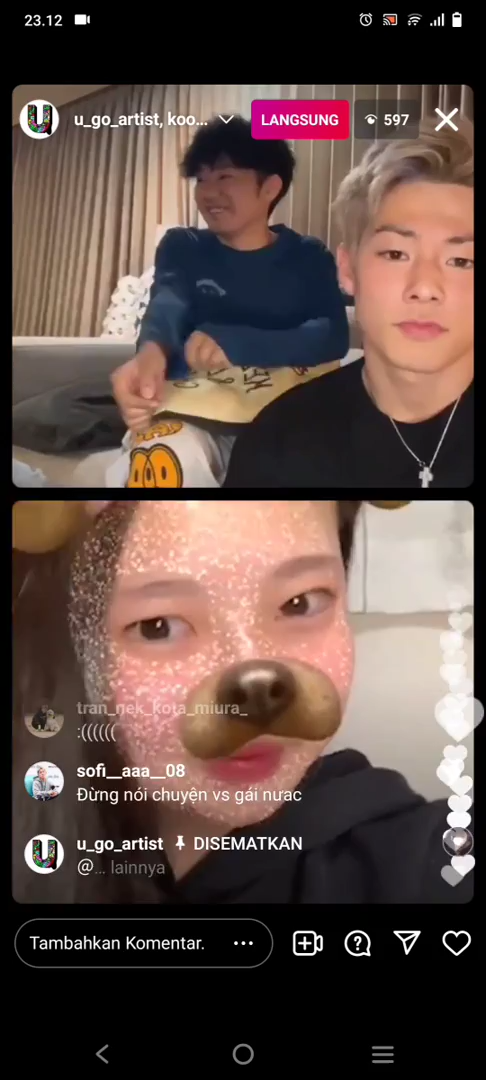 23.12
u_go_artist, koo...
LANGSUNG
597
tran_nek_kota_miura_
:((((((
sofi__aaa__08
Đừng nói chuyện vs gái nưac
u_go_artist DISEMATKAN
@... lainnya
Tambahkan Komentar.